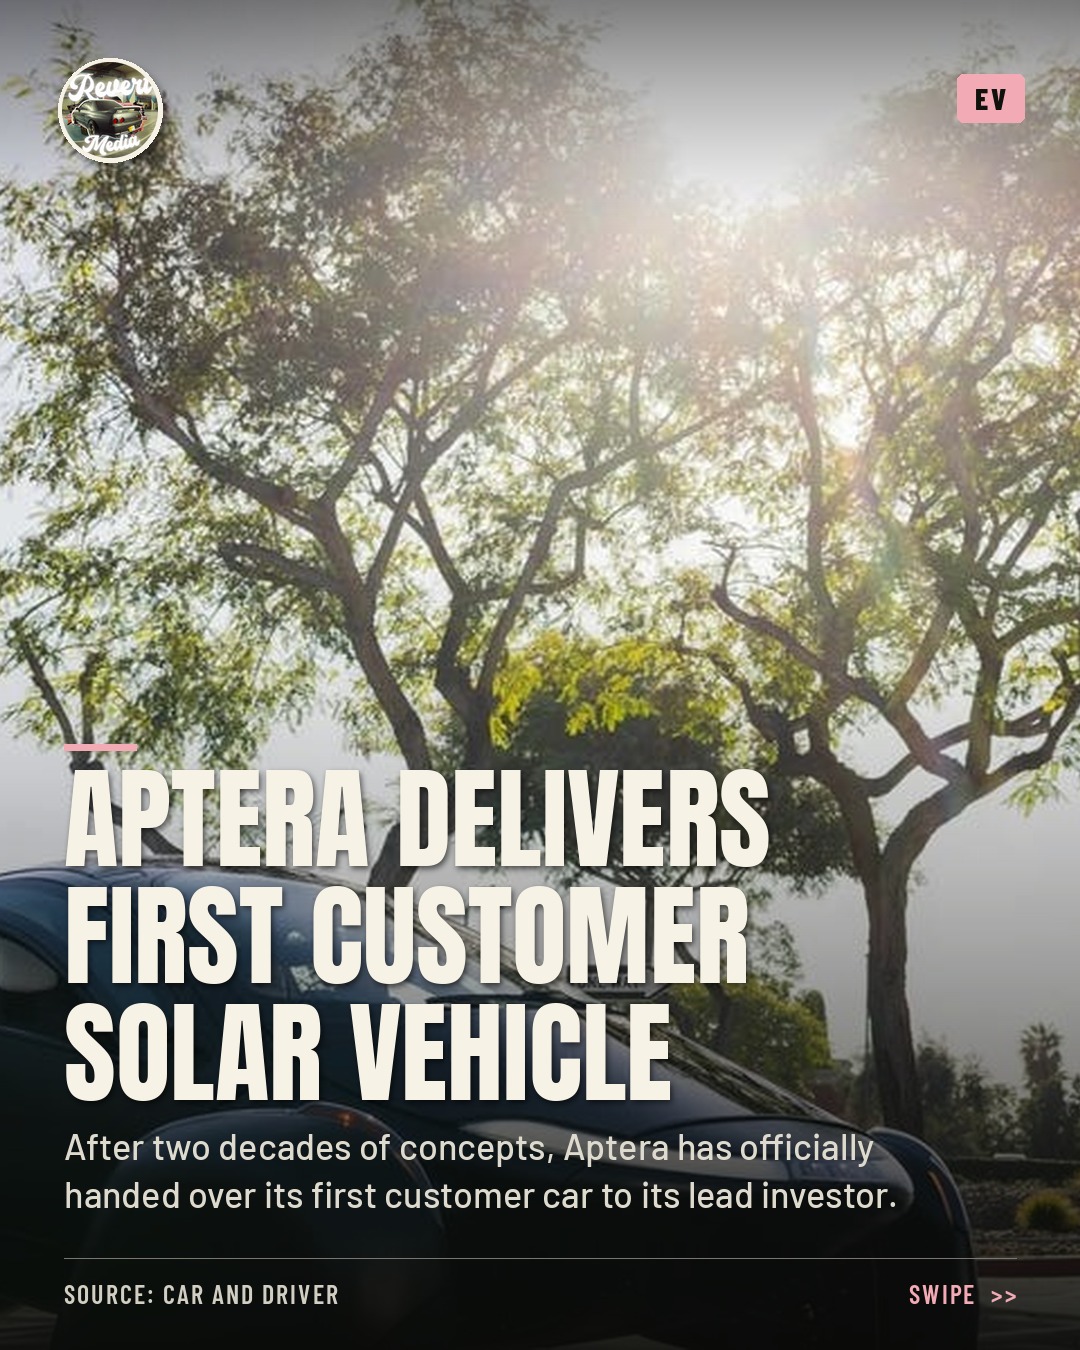 Revert
Media
EV
APTERA DELIVERS
FIRST CUSTOMER
SOLAR VEHICLE
After two decades of concepts, Aptera has officially
handed over its first customer car to its lead investor.
SOURCE: CAR AND DRIVER
SWIPE >>